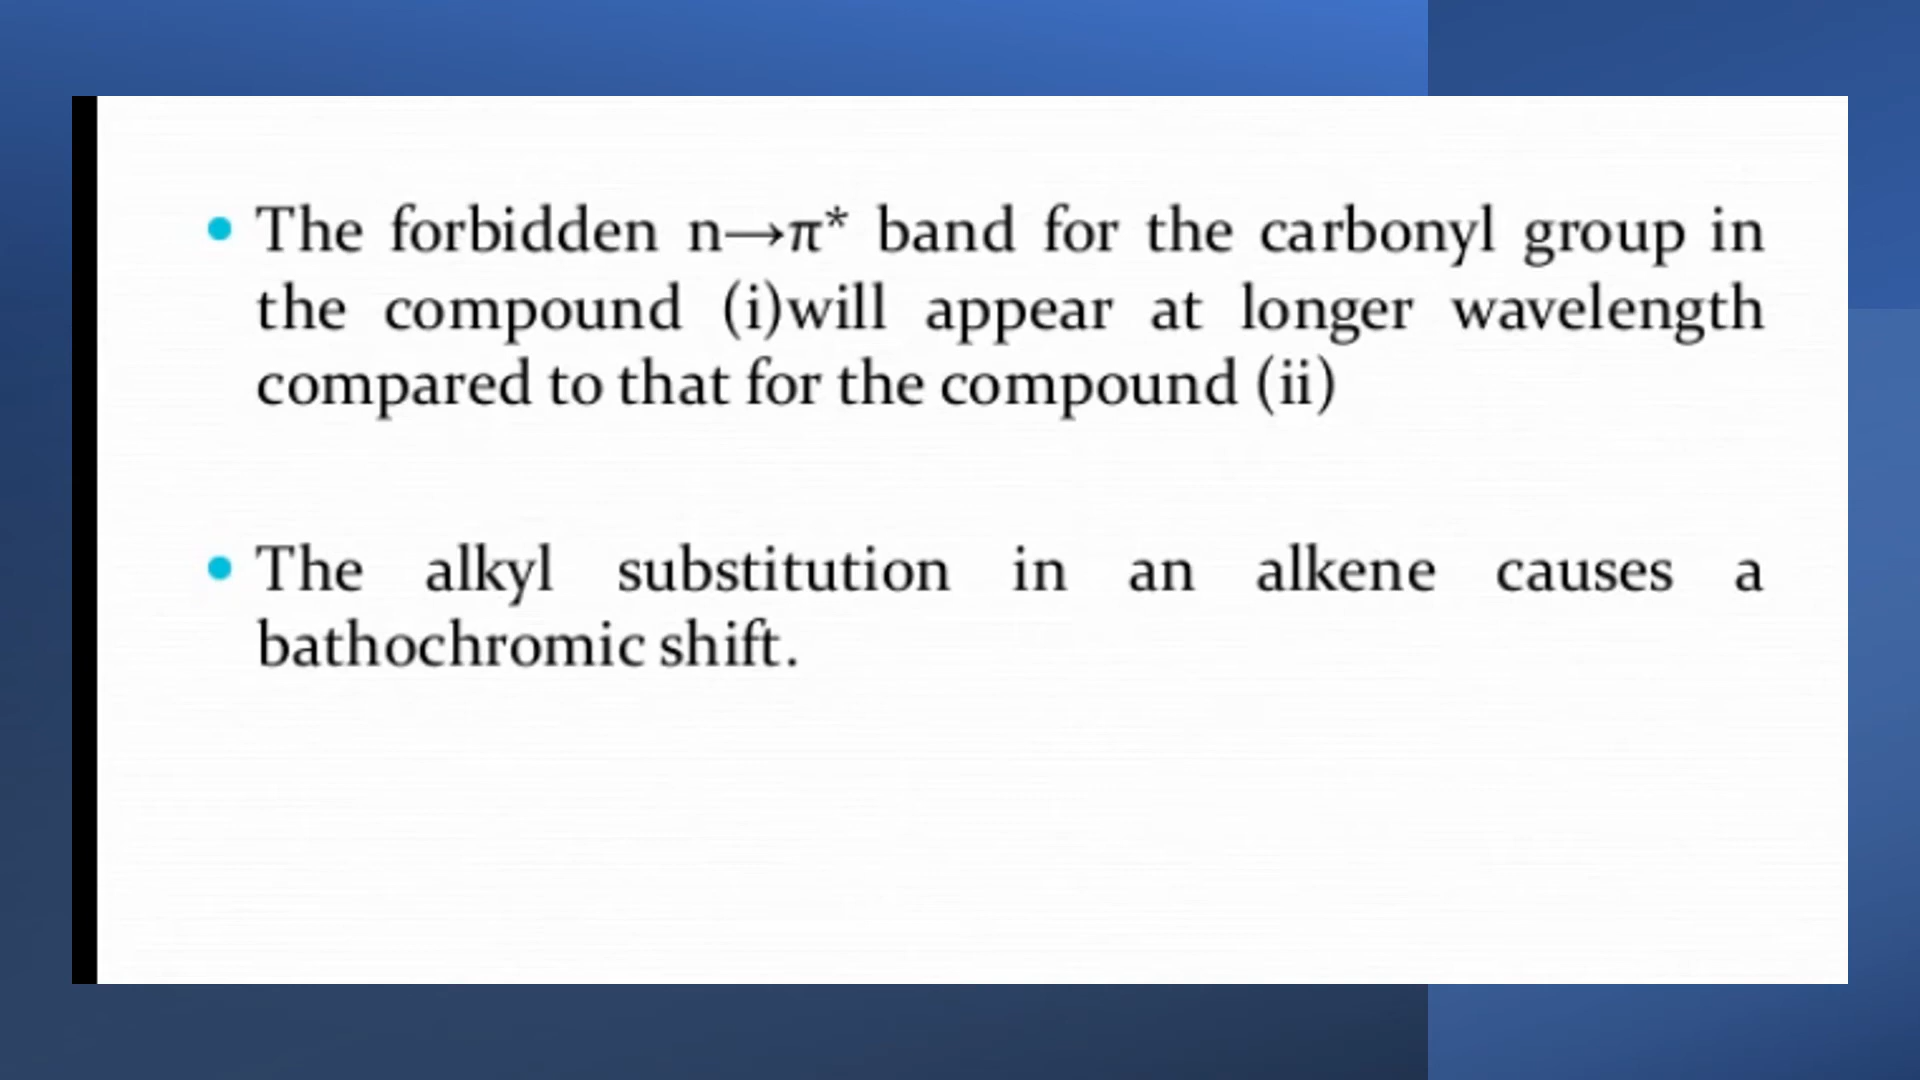 • The forbidden n→π* band for the carbonyl group in
the compound (i)will appear at longer wavelength
compared to that for the compound (ii)
• The alkyl substitution in an alkene causes a
bathochromic shift.